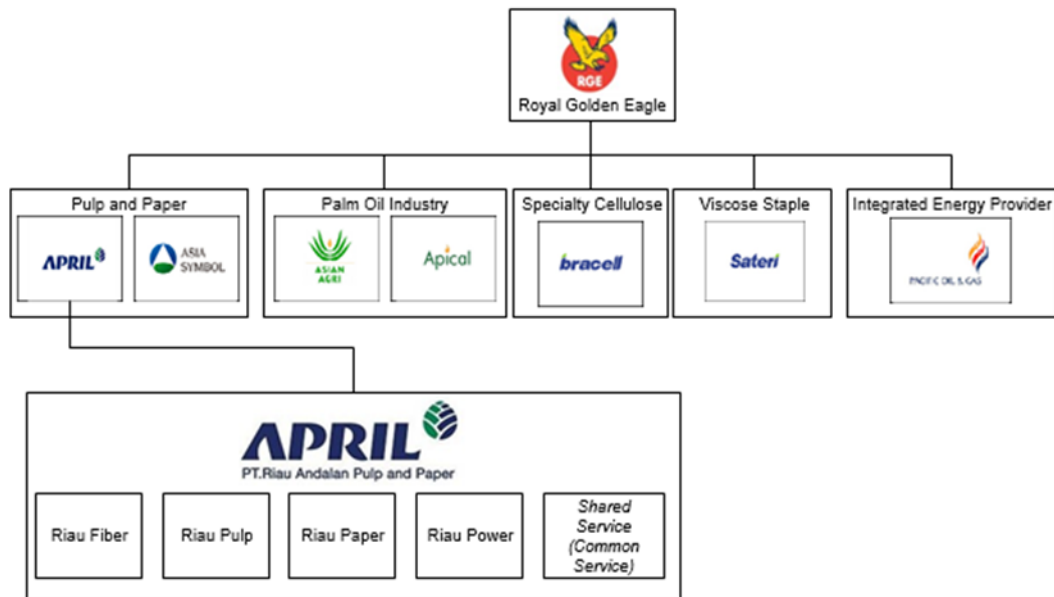 RGE
Royal Golden Eagle
Pulp and Paper
APRIL
ASIA
SYMBOL
Palm Oil Industry
ASIAN
AGRI
Apical
Specialty Cellulose
bracell
Viscose Staple
Sateri
Integrated Energy Provider
PACIFIC OIL & GAS
APRIL
PT.Riau Andalan Pulp and Paper
Riau Fiber
Riau Pulp
Riau Paper
Riau Power
Shared
Service
(Common
Service)